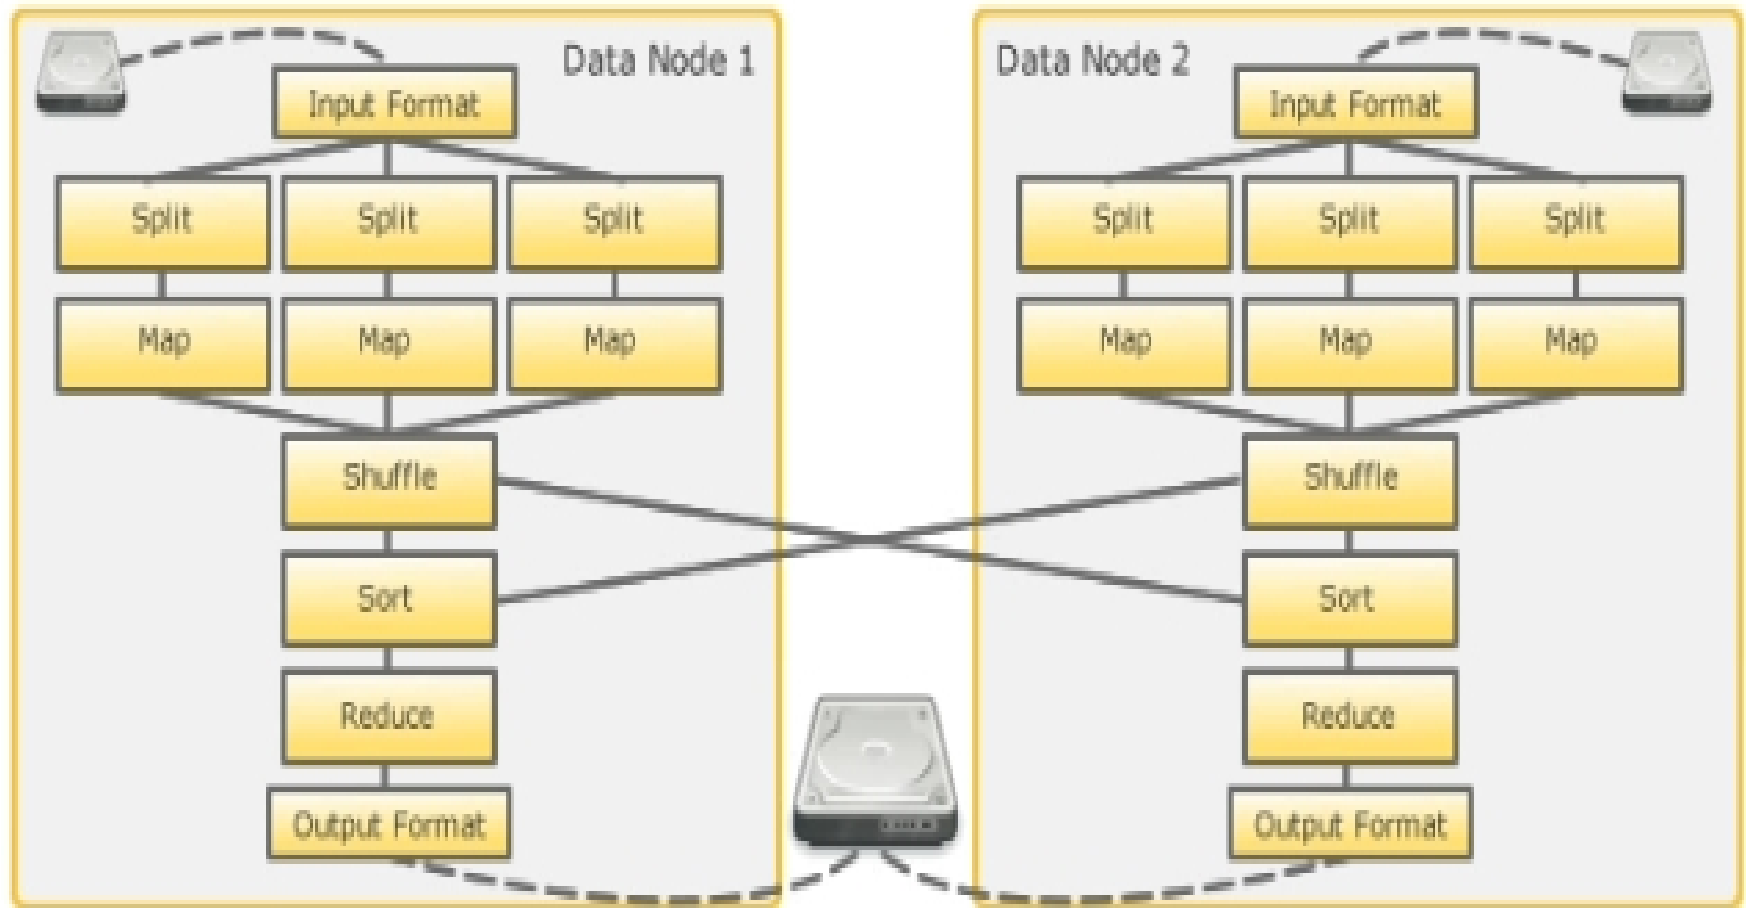 Data Node 1
Input Format
Split Split Split
Map Map Map
Shuffle
Sort
Reduce
Output Format
Data Node 2
Input Format
Split Split Split
Map Map Map
Shuffle
Sort
Reduce
Output Format